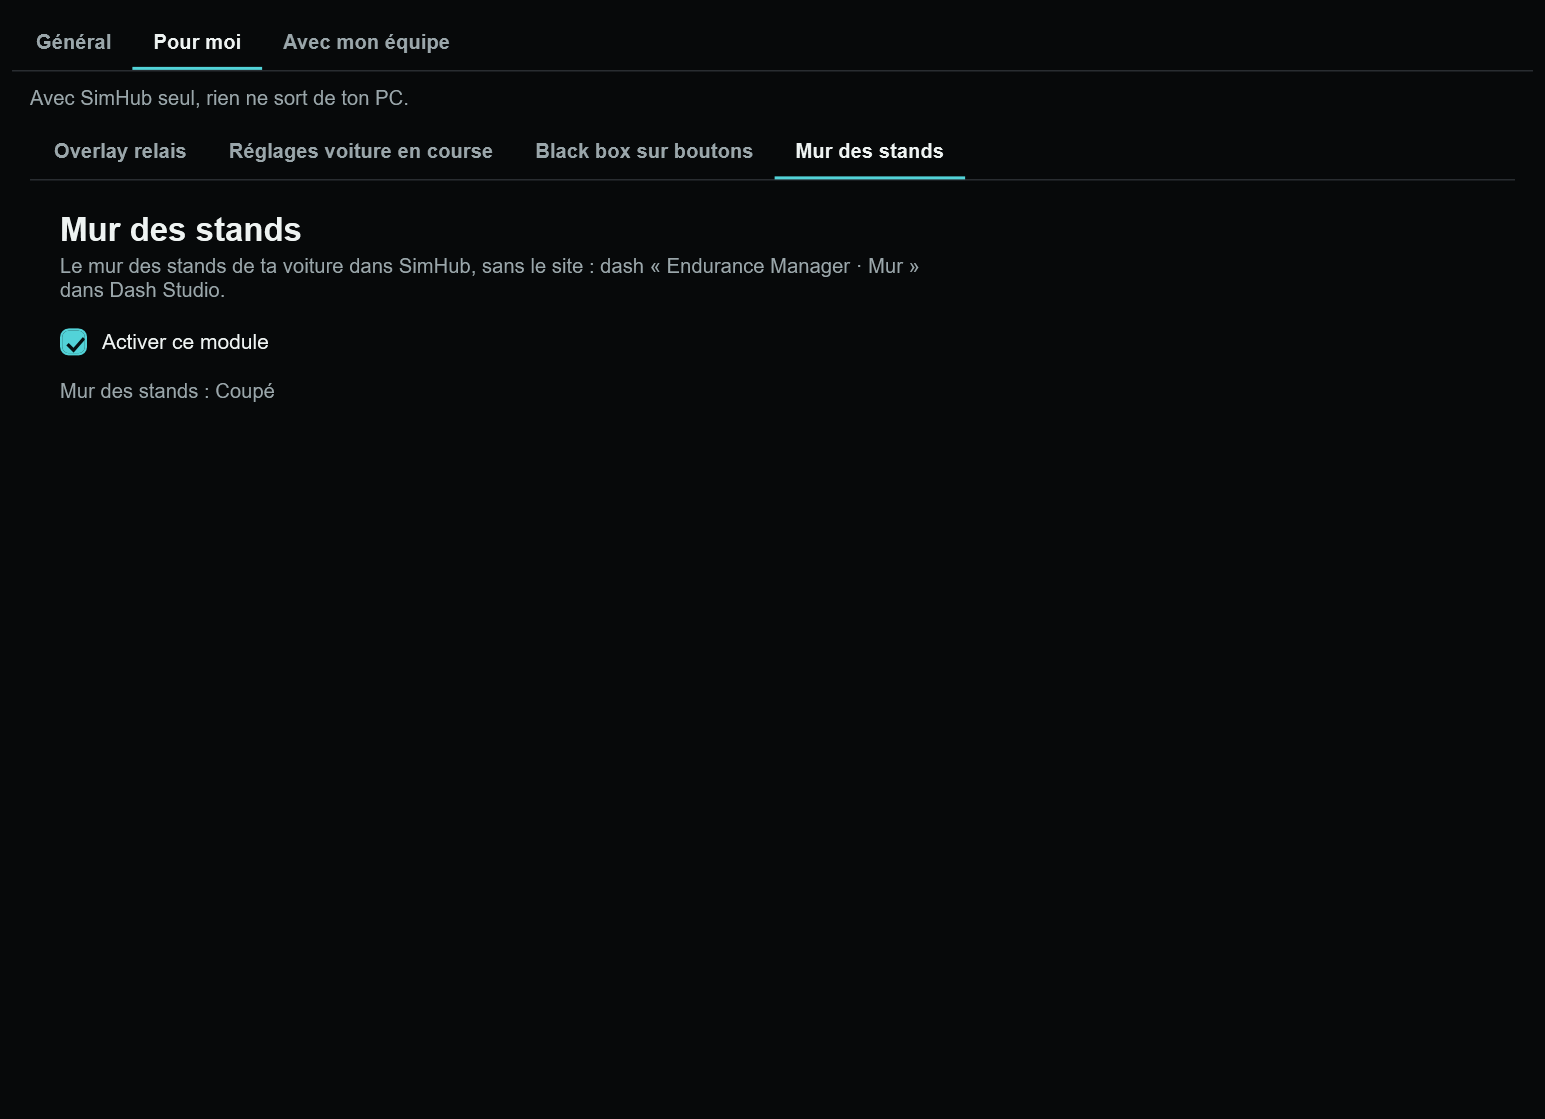 Général
Pour moi
Avec mon équipe
Avec SimHub seul, rien ne sort de ton PC.
Overlay relais
Réglages voiture en course
Black box sur boutons
Mur des stands
Mur des stands
Le mur des stands de ta voiture dans SimHub, sans le site : dash « Endurance Manager · Mur »
dans Dash Studio.
Activer ce module
Mur des stands : Coupé